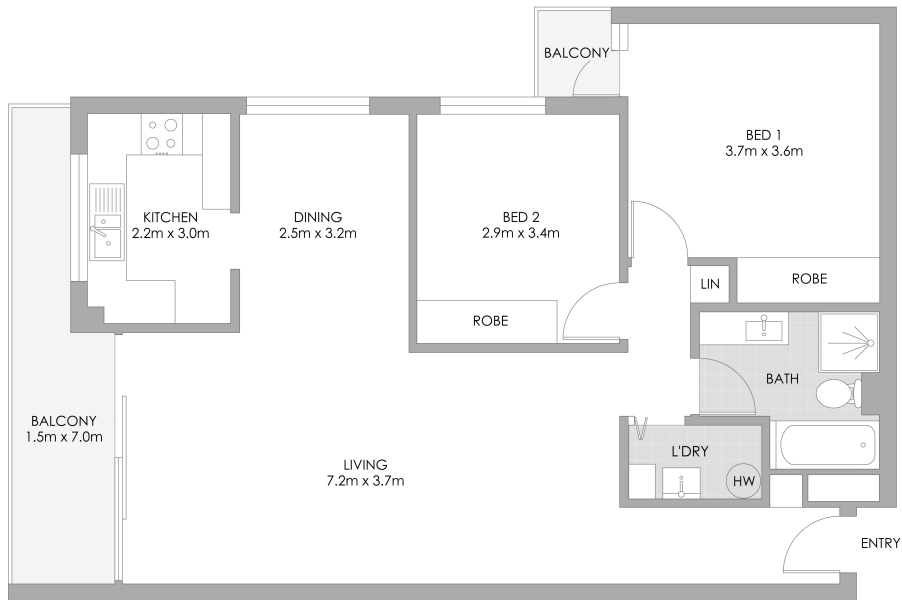 BALCONY
BED 1
3.7m x 3.6m
KITCHEN
2.2m x 3.0m
DINING
2.5m x 3.2m
BED 2
2.9m x 3.4m
LIN
ROBE
ROBE
BATH
BALCONY
1.5m x 7.0m
LIVING
7.2m x 3.7m
L'DRY
HW
ENTRY